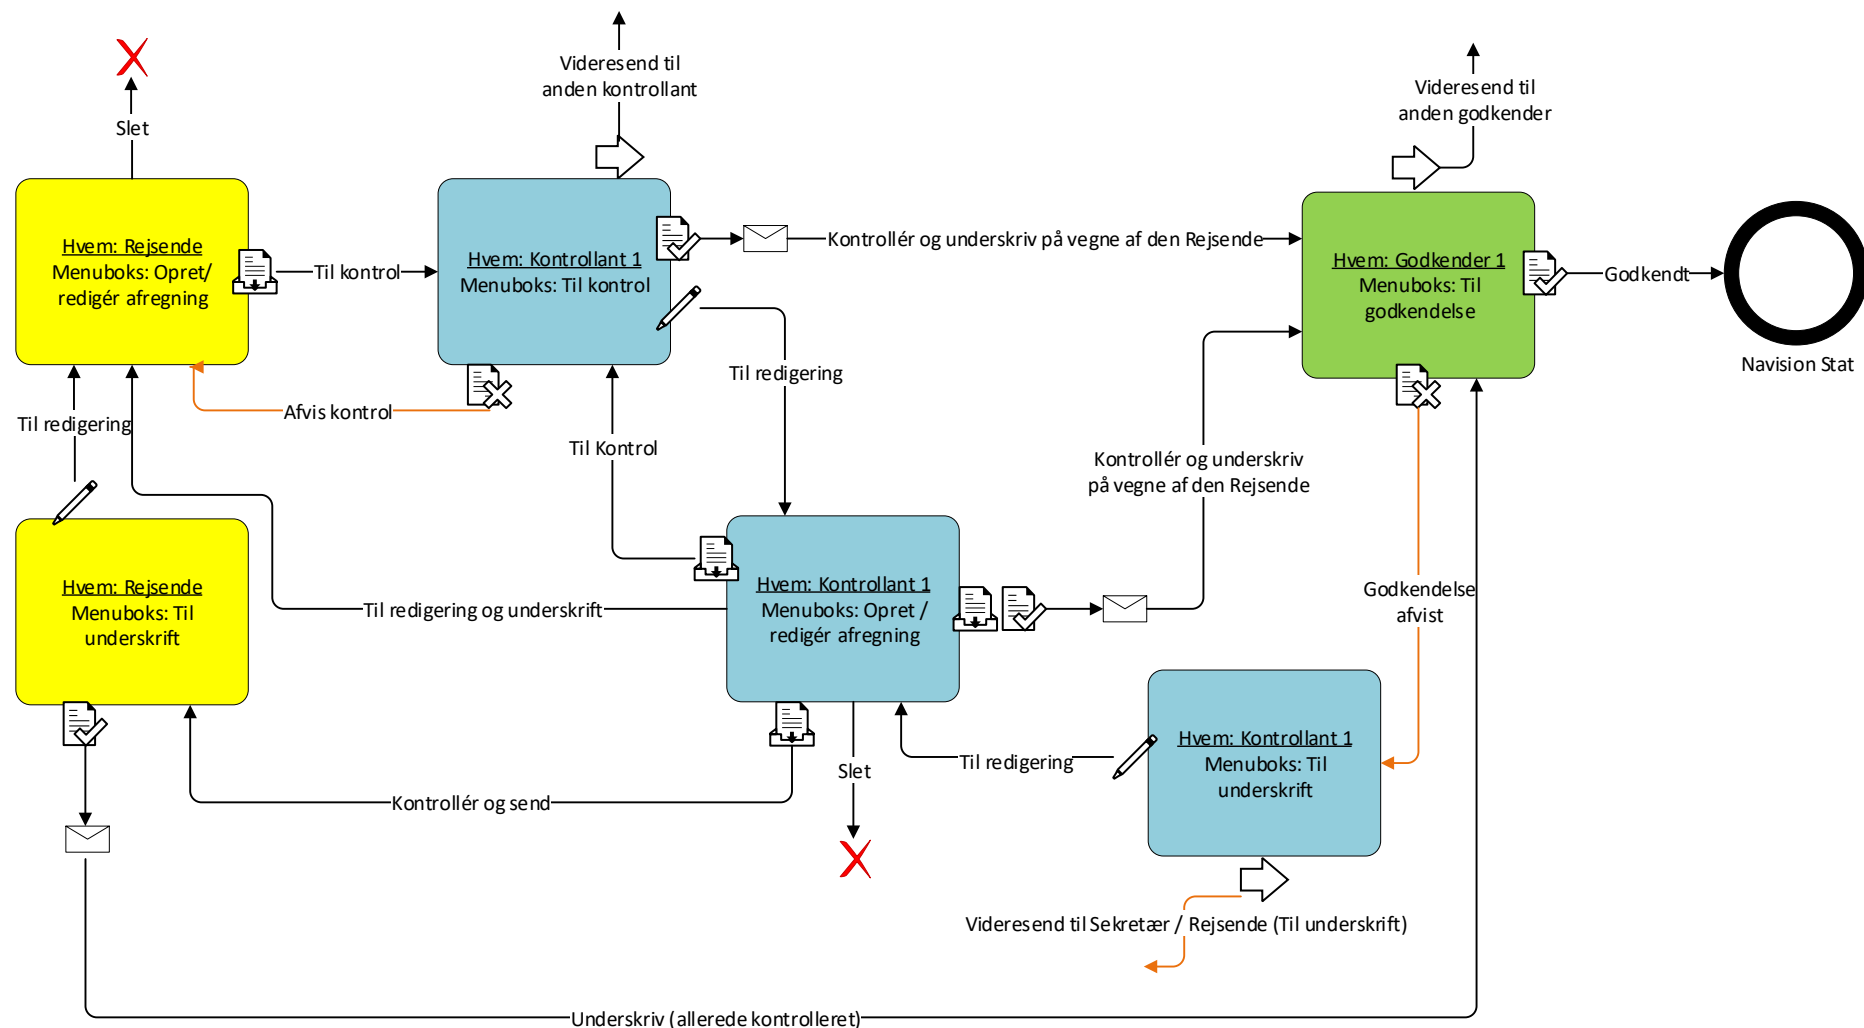 Videresend til
anden kontrollant
Videresend til
anden godkender
Slet
Hvem: Rejsende
Menuboks: Opret/
redigér afregning
Til kontrol
Hvem: Kontrollant 1
Menuboks: Til kontrol
Kontrollér og underskriv på vegne af den Rejsende
Hvem: Godkender 1
Menuboks: Til
godkendelse
Godkendt
Navision Stat
Til redigering
Afvis kontrol
Til redigering
Til Kontrol
Kontrollér og underskriv
på vegne af den Rejsende
Hvem: Rejsende
Menuboks: Til
underskrift
Til redigering og underskrift
Hvem: Kontrollant 1
Menuboks: Opret /
redigér afregning
Godkendelse
afvist
Hvem: Kontrollant 1
Menuboks: Til
underskrift
Til redigering
Slet
Kontrollér og send
Videresend til Sekretær / Rejsende (Til underskrift)
Underskriv (allerede kontrolleret)